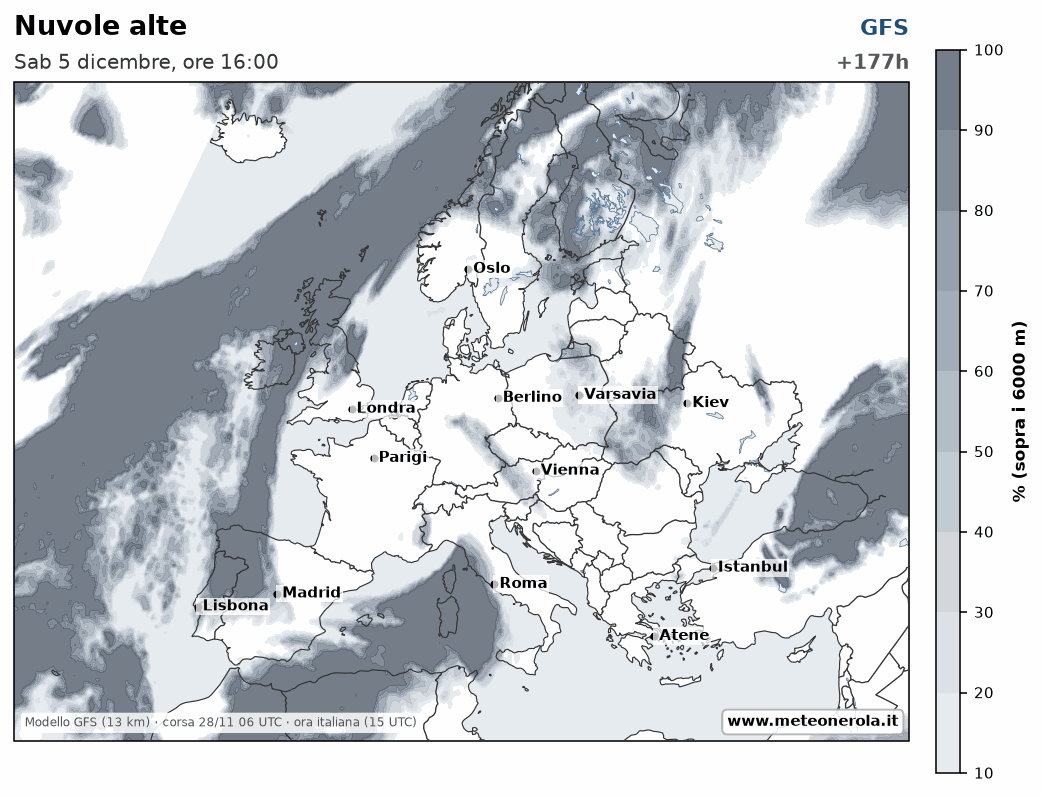 Nuvole alte
GFS
Sab 5 dicembre, ore 16:00
+177h
100
90
80
70
60
50
40
30
20
10
% (sopra i 6000 m)
Oslo
Berlino
Varsavia
Kiev
Londra
Parigi
Vienna
Istanbul
Roma
Madrid
Lisbona
Atene
Modello GFS (13 km) · corsa 28/11 06 UTC · ora italiana (15 UTC)
www.meteonerola.it